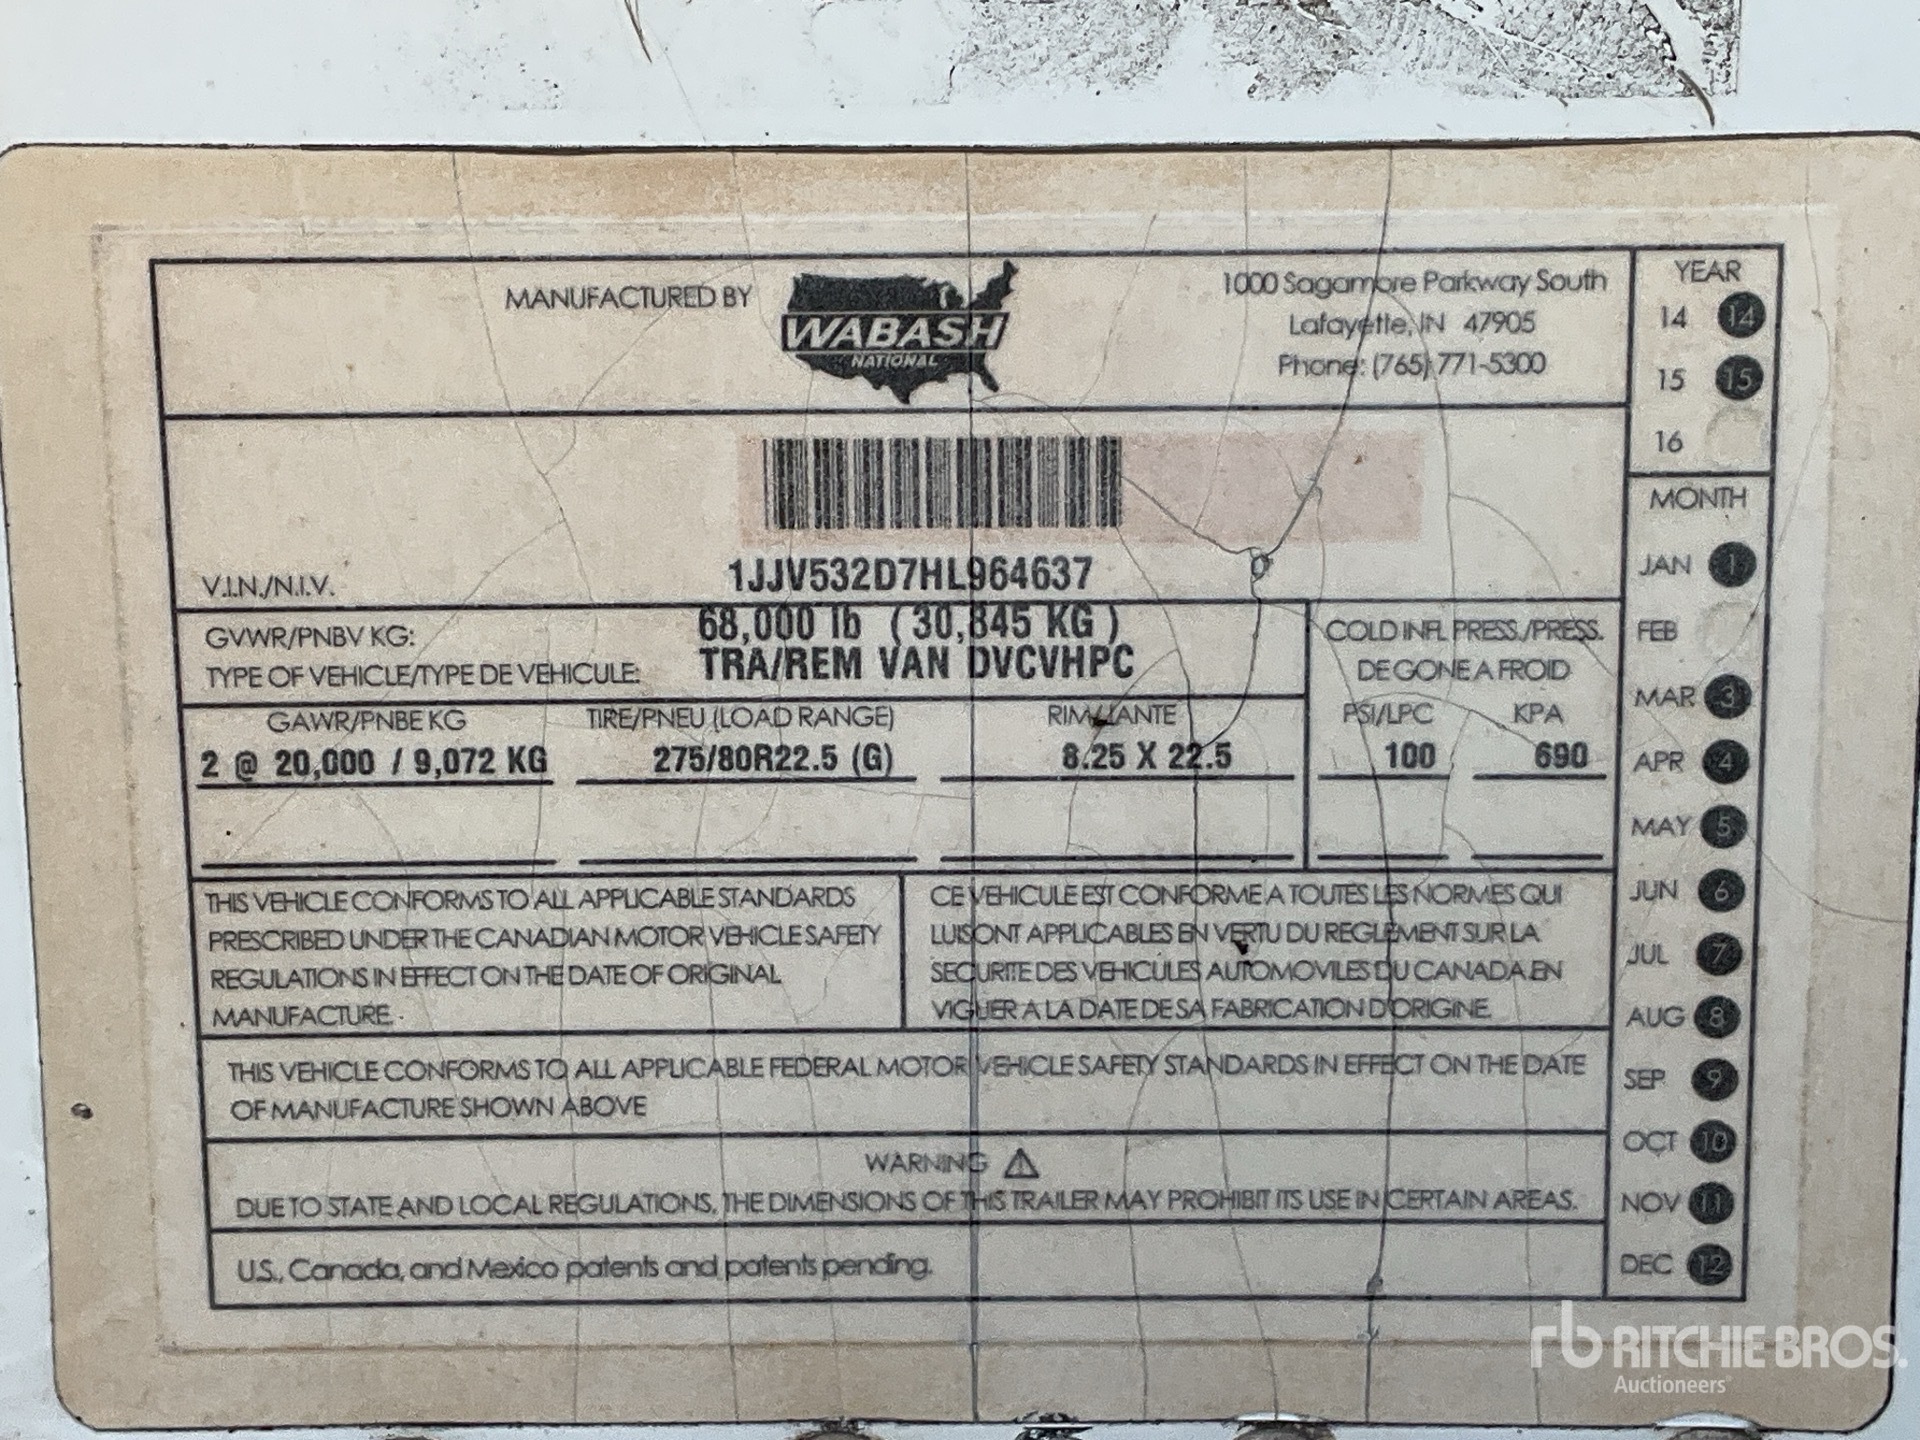 MANUFACTURED BY
WABASH
NATIONAL
1000 Sagamore Parkway South
Lafayette, IN 47905
Phone: (765) 771-5300
YEAR
14 14
15 15
16
V.I.N./N.I.V. 1JJV532D7HL964637
GVWR/PNBV KG: 68,000 lb ( 30,845 KG )
TYPE OF VEHICLE/TYPE DE VEHICULE: TRA/REM VAN DVCVHPC
COLD INFL PRESS./PRESS.
DE GONE A FROID
GAWR/PNBE KG TIRE/PNEU (LOAD RANGE) RIM/JANTE PSI/LPC KPA
2 @ 20,000 / 9,072 KG 275/80R22.5 (G) 8.25 X 22.5 100 690
THIS VEHICLE CONFORMS TO ALL APPLICABLE STANDARDS
PRESCRIBED UNDER THE CANADIAN MOTOR VEHICLE SAFETY
REGULATIONS IN EFFECT ON THE DATE OF ORIGINAL
MANUFACTURE.
CE VEHICULE EST CONFORME A TOUTES LES NORMES QUI
LUI SONT APPLICABLES EN VERTU DU REGLEMENT SUR LA
SECURITE DES VEHICULES AUTOMOVILES DU CANADA EN
VIGUER A LA DATE DE SA FABRICATION D'ORIGINE.
THIS VEHICLE CONFORMS TO ALL APPLICABLE FEDERAL MOTOR VEHICLE SAFETY STANDARDS IN EFFECT ON THE DATE
OF MANUFACTURE SHOWN ABOVE
WARNING
DUE TO STATE AND LOCAL REGULATIONS, THE DIMENSIONS OF THIS TRAILER MAY PROHIBIT ITS USE IN CERTAIN AREAS.
U.S., Canada, and Mexico patents and patents pending.
MONTH
JAN 1
FEB
MAR 3
APR 4
MAY 5
JUN 6
JUL 7
AUG 8
SEP 9
OCT 10
NOV 11
DEC 12
rb RITCHIE BROS.
Auctioneers